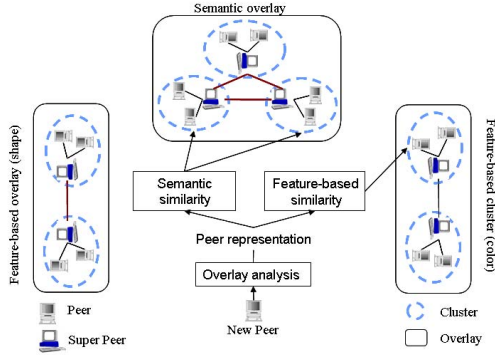 Semantic overlay
Feature-based overlay (shape)
Feature-based cluster (color)
Semantic
similarity
Feature-based
similarity
Peer representation
Overlay analysis
New Peer
Peer
Super Peer
Cluster
Overlay